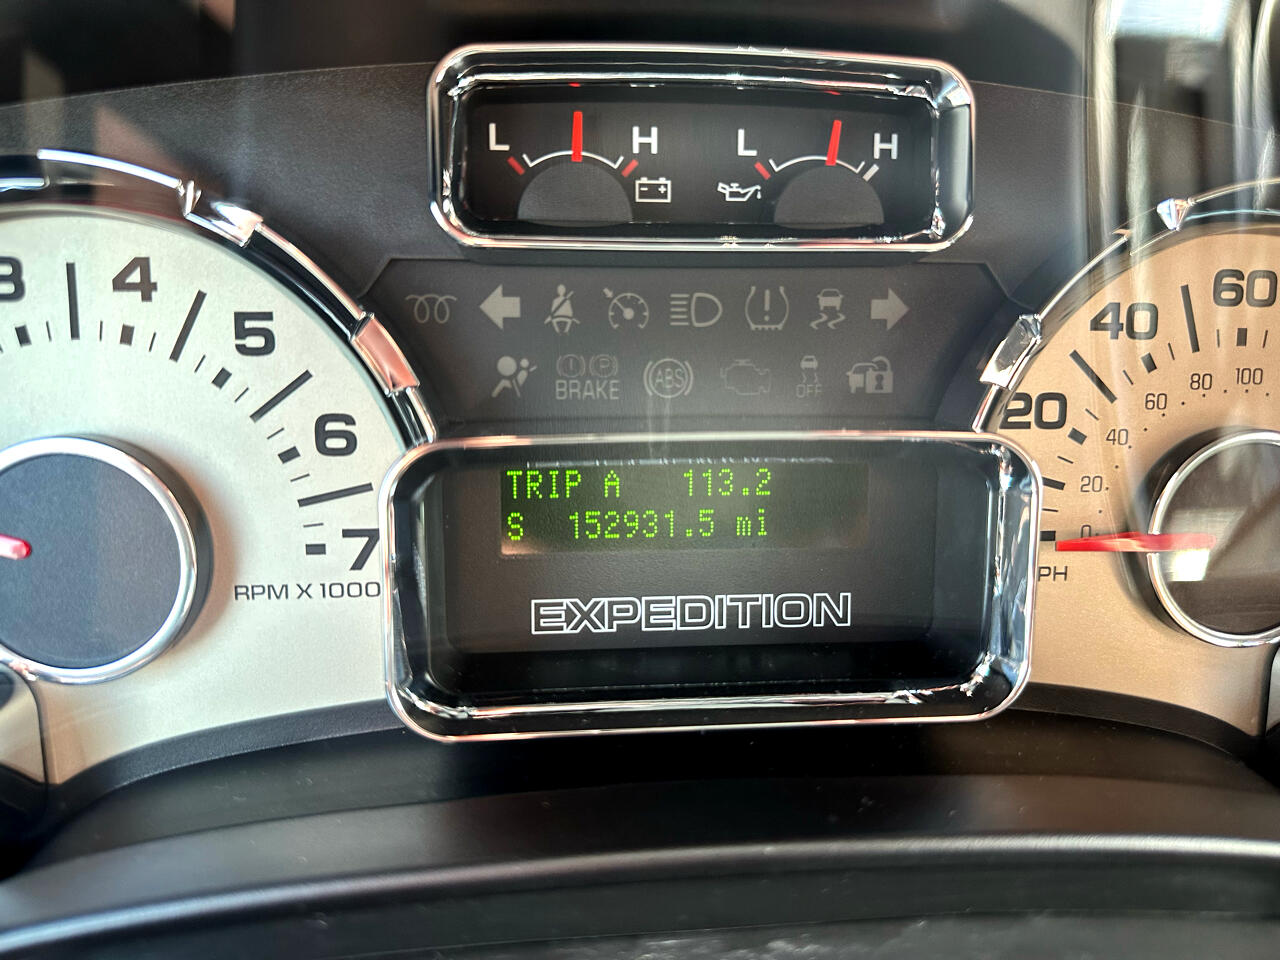 L H L H
3 4 5 6 7
RPM X 1000
BRAKE ABS OFF
20 40 60
0 20 40 60 80 100
PH
TRIP A 113.2
S 152931.5 mi
EXPEDITION